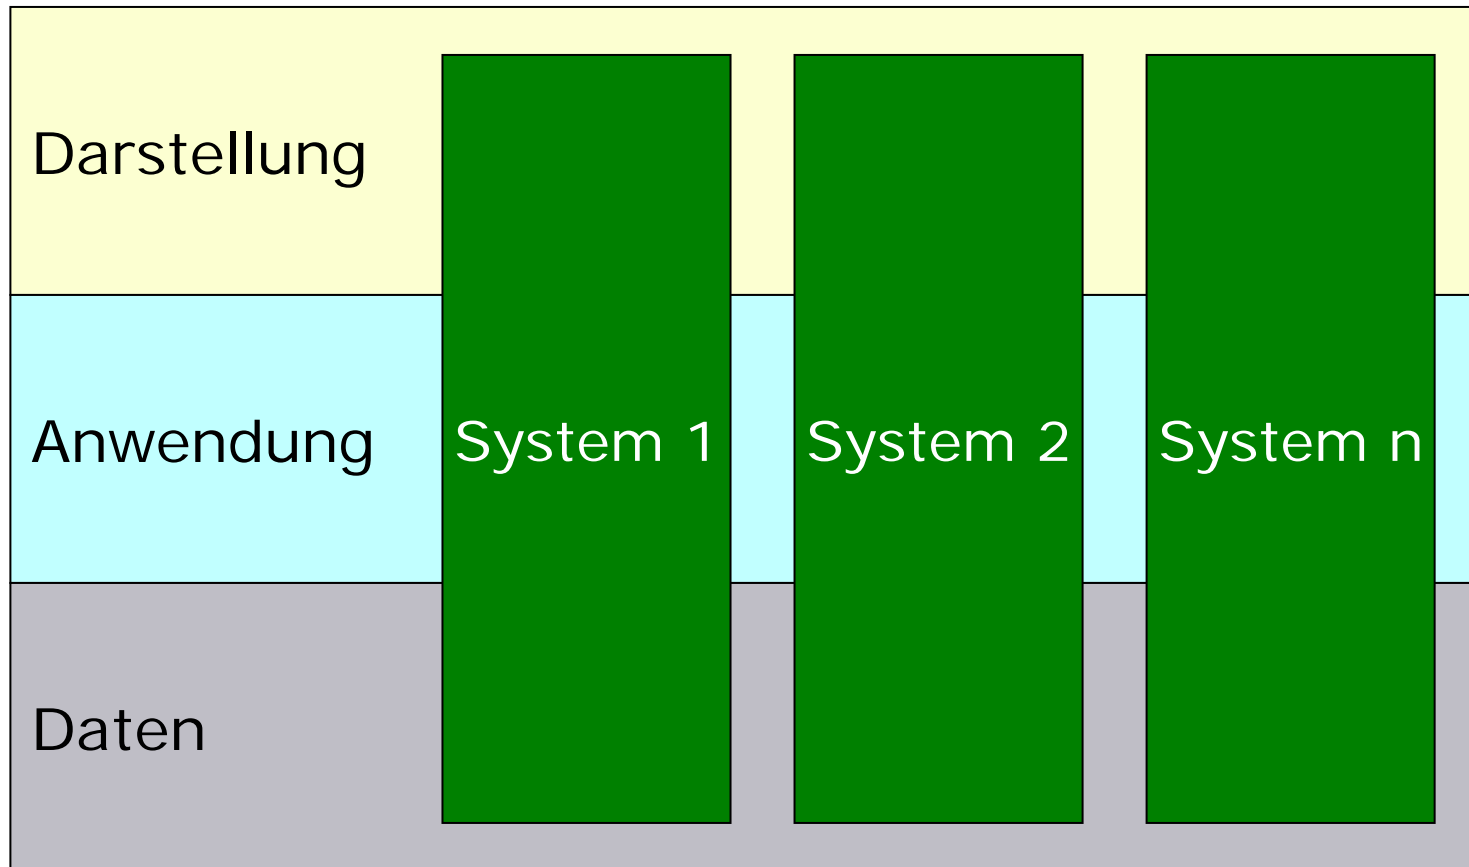 Darstellung
Anwendung
System 1
System 2
System n
Daten